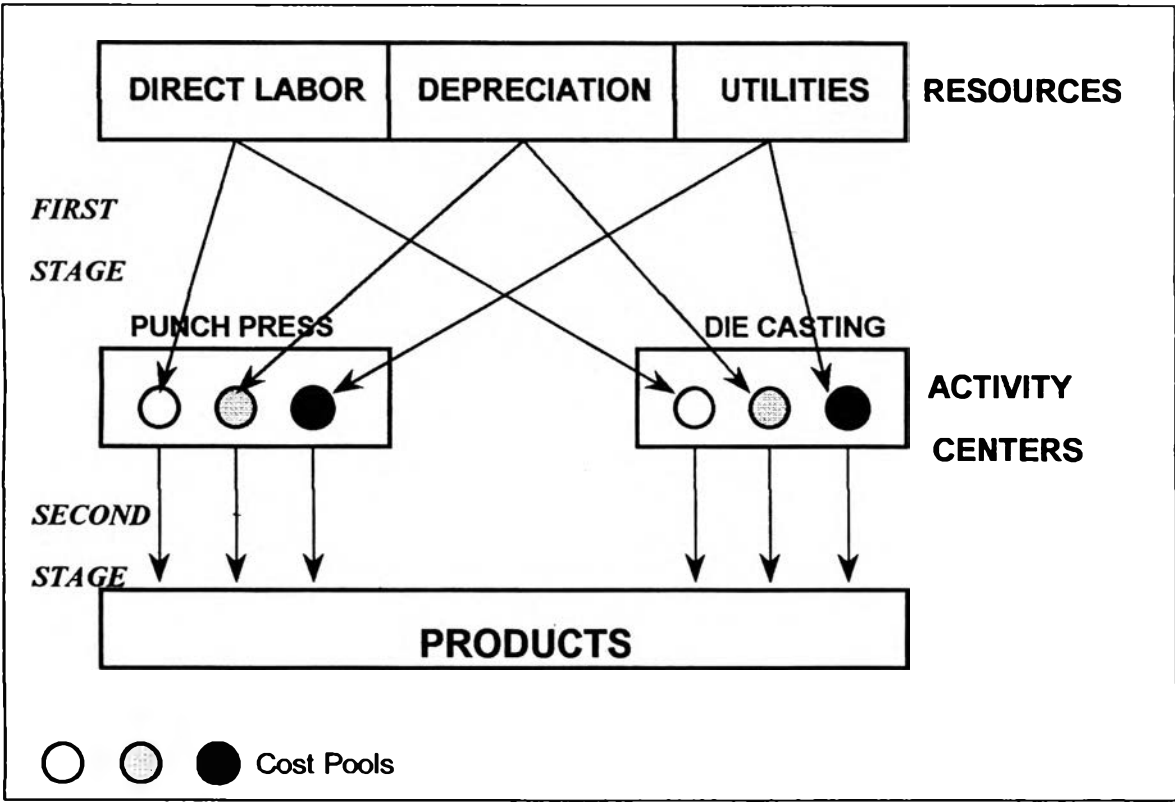 DIRECT LABOR DEPRECIATION UTILITIES RESOURCES
FIRST
STAGE
PUNCH PRESS DIE CASTING
ACTIVITY
CENTERS
SECOND
STAGE
PRODUCTS
Cost Pools